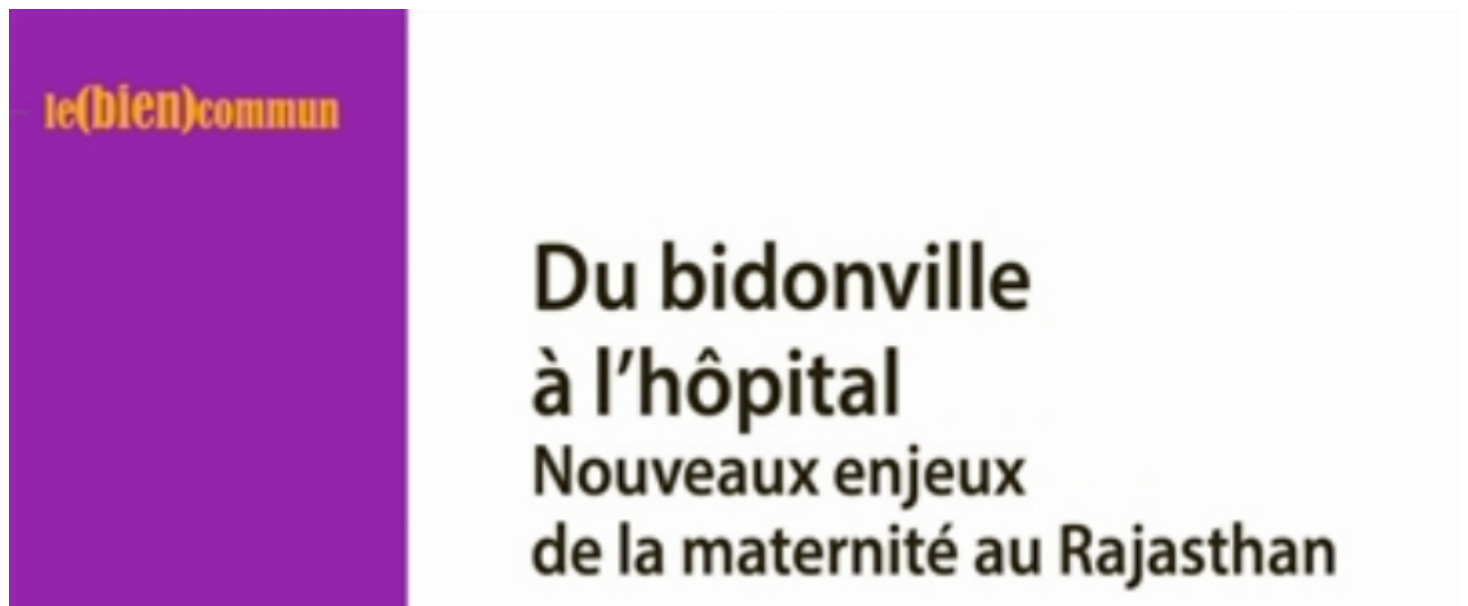 le(bien)commun
Du bidonville
à l’hôpital
Nouveaux enjeux
de la maternité au Rajasthan